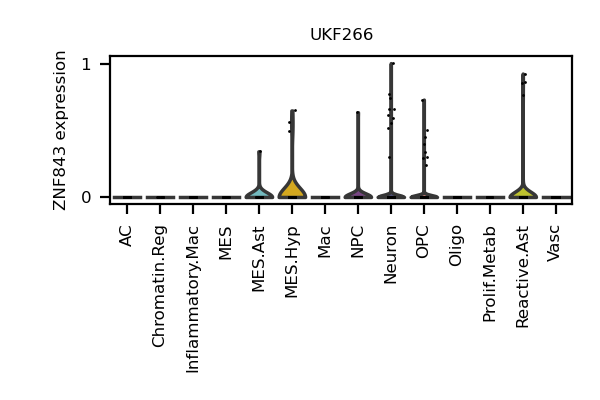 UKF266
ZNF843 expression
1
0
AC
Chromatin.Reg
Inflammatory.Mac
MES
MES.Ast
MES.Hyp
Mac
NPC
Neuron
OPC
Oligo
Prolif.Metab
Reactive.Ast
Vasc